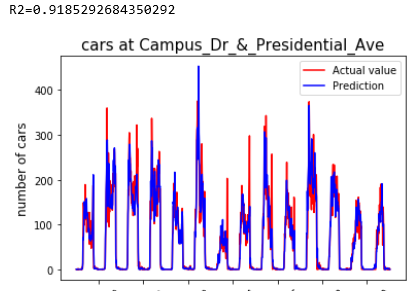 R2=0.9185292684350292
cars at Campus_Dr_&_Presidential_Ave
Actual value
Prediction
number of cars
400
300
200
100
0